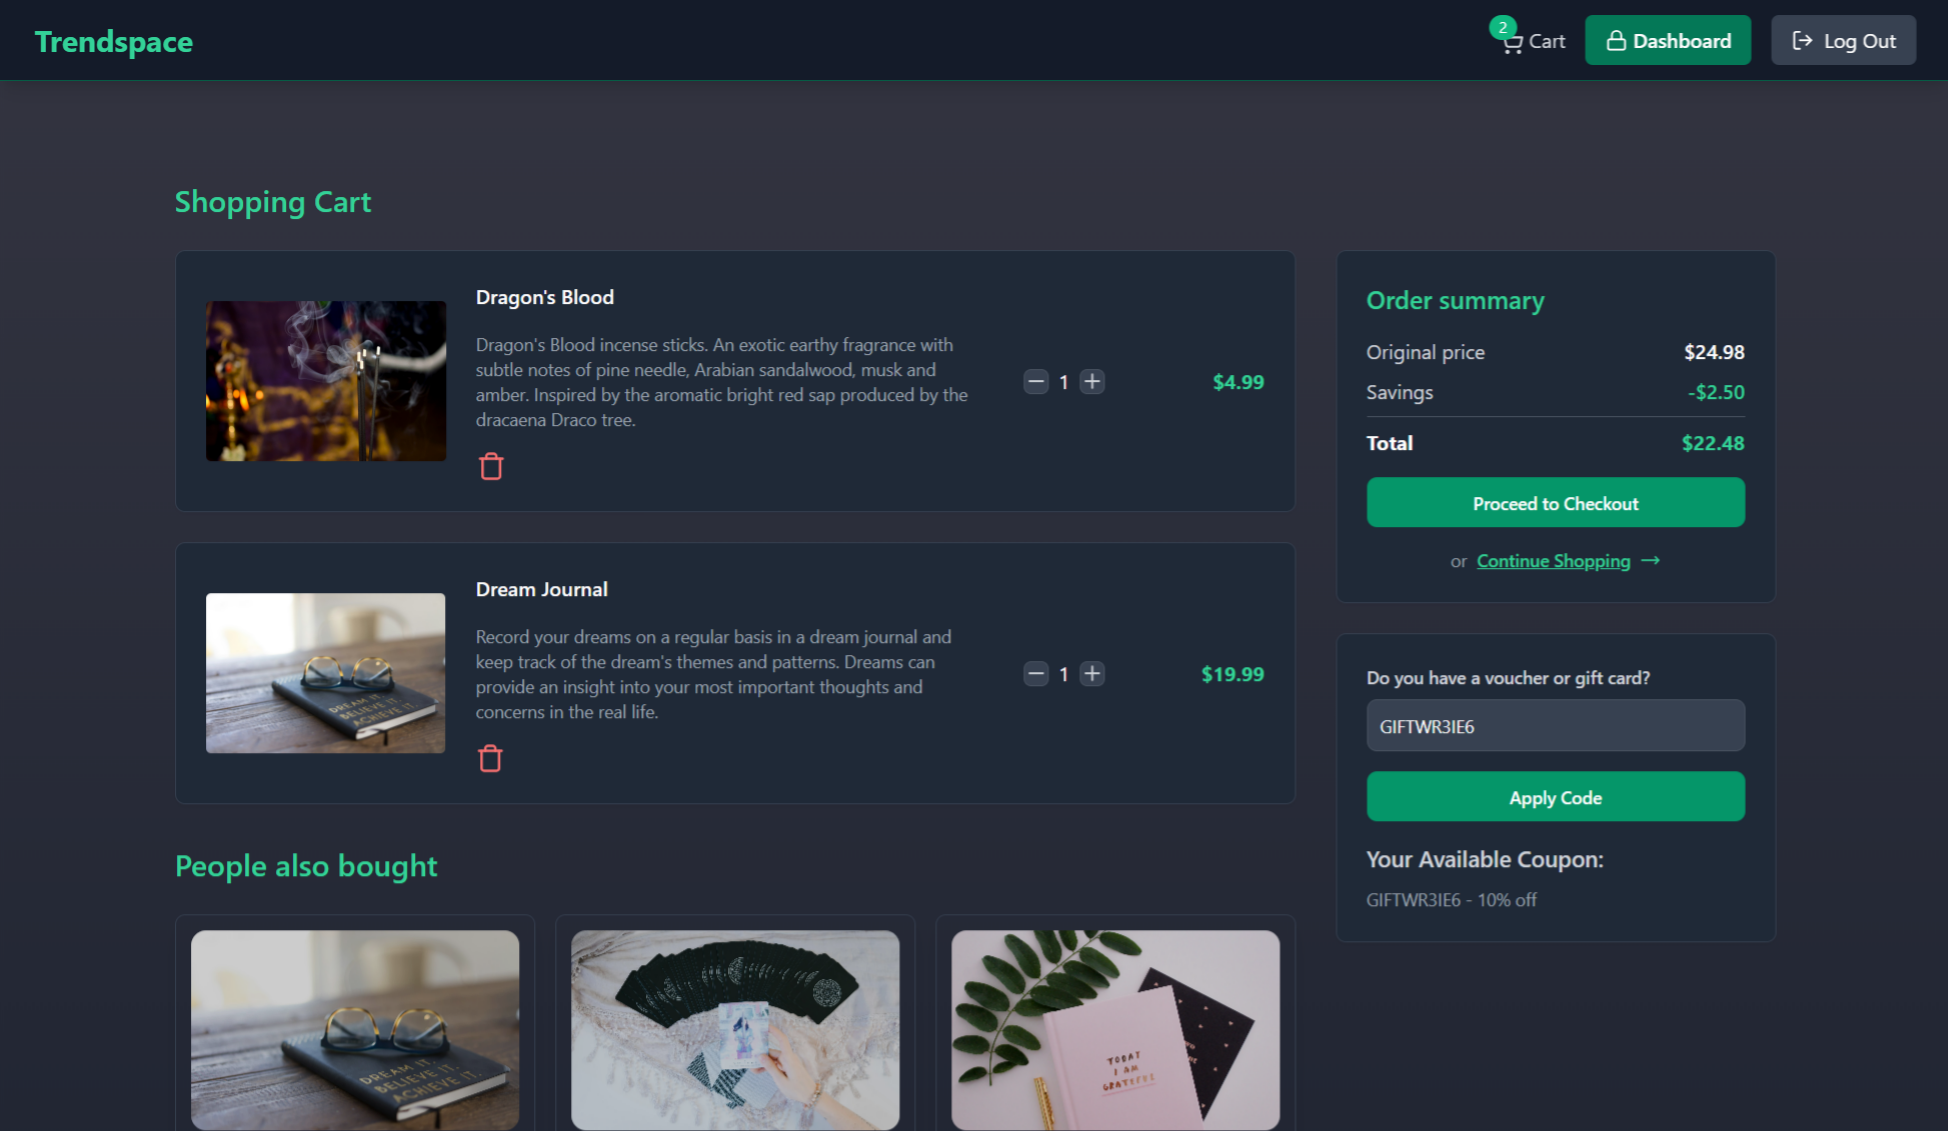 Trendspace
2
Cart
Dashboard
Log Out
Shopping Cart
Dragon's Blood
Dragon's Blood incense sticks. An exotic earthy fragrance with
subtle notes of pine needle, Arabian sandalwood, musk and
amber. Inspired by the aromatic bright red sap produced by the
dracaena Draco tree.
1
$4.99
Dream Journal
Record your dreams on a regular basis in a dream journal and
keep track of the dream's themes and patterns. Dreams can
provide an insight into your most important thoughts and
concerns in the real life.
1
$19.99
DREAM IT.
BELIEVE IT.
ACHIEVE IT.
Order summary
Original price $24.98
Savings -$2.50
Total $22.48
Proceed to Checkout
or Continue Shopping →
Do you have a voucher or gift card?
GIFTWR3IE6
Apply Code
Your Available Coupon:
GIFTWR3IE6 - 10% off
People also bought
DREAM IT.
BELIEVE IT.
ACHIEVE IT.
TODAY
I AM
GRATEFUL